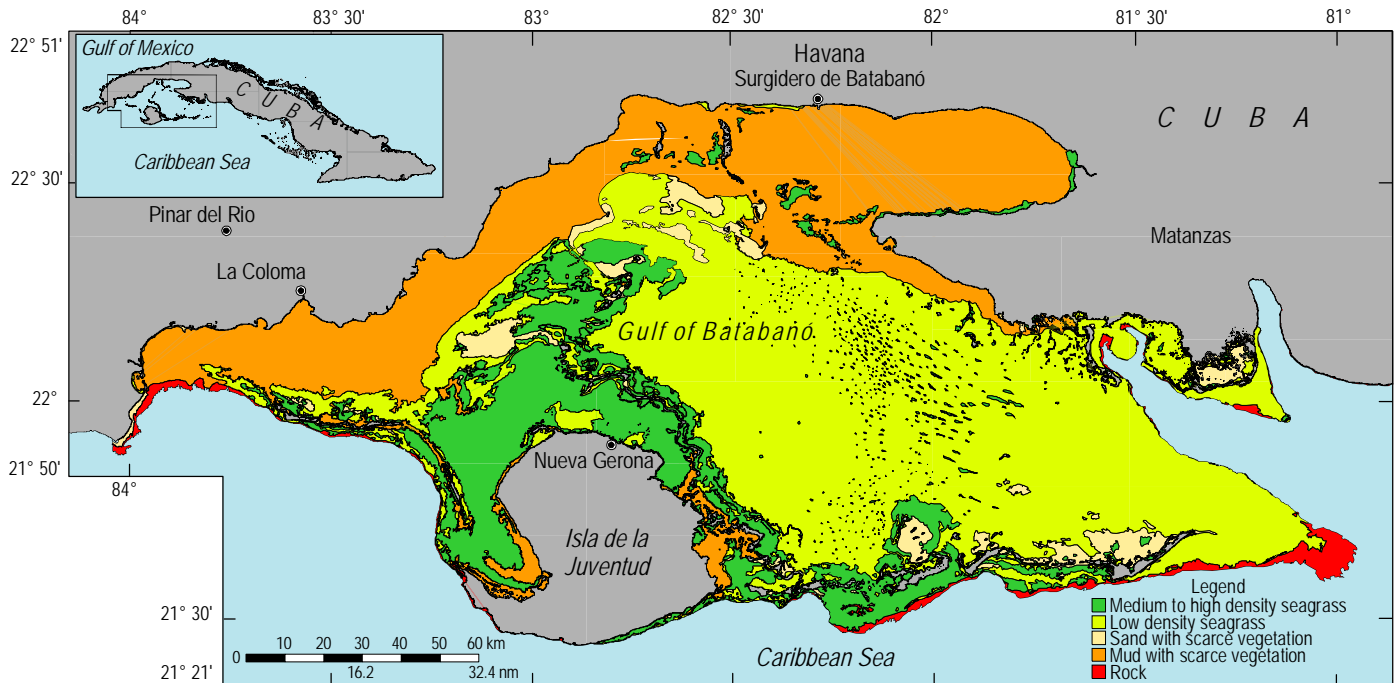 84° 83° 30' 83° 82° 30' 82° 81° 30' 81°
22° 51'
Gulf of Mexico
CUBA
Caribbean Sea
Havana
Surgidero de Batabanó
CUBA
22° 30'
Pinar del Rio
Matanzas
La Coloma
Gulf of Batabanó
22°
Nueva Gerona
21° 50'
84°
Isla de la
Juventud
21° 30'
Legend
Medium to high density seagrass
Low density seagrass
Sand with scarce vegetation
Mud with scarce vegetation
Rock
10 20 30 40 50 60 km
0
16.2 32.4 nm
Caribbean Sea
21° 21'